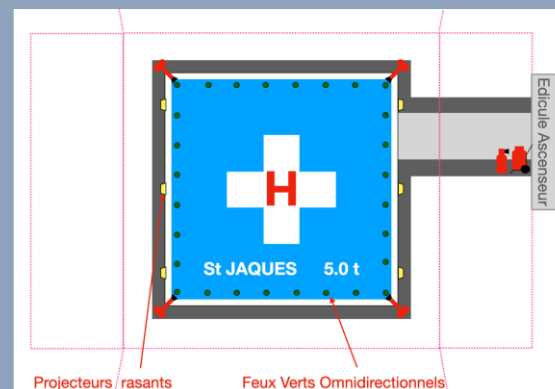 Edicule Ascenseur
H
St JAQUES 5.0 t
Projecteurs rasants
Feux Verts Omnidirectionnels